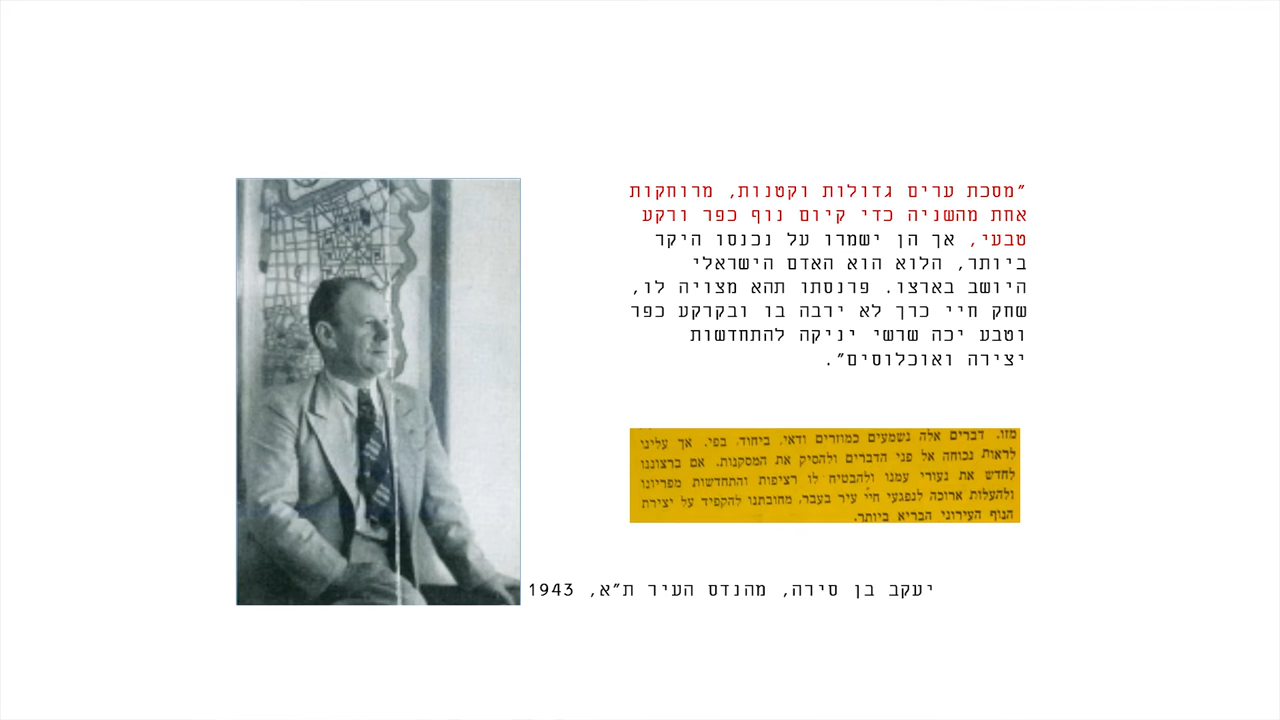 "מסכת ערים גדולות וקטנות, מרוחקות
אחת מהשניה כדי קיום נוף כפר ורקע
טבעי, אך הן ישמרו על נכנסו היקר
ביותר, הלוא הוא האדם הישראלי
היושב בארצו. פרנסתו תהא מצויה לו,
שחק חיי כרך לא ירבה בו ובקרקע כפר
וטבע יכה שרשי יניקה להתחדשות
יצירה ואוכלוסים".
מזו. דברים אלה נשמעים כמוזרים ודאי, ביחוד, בפי. אך עלינו
לראות נכוחה אל פני הדברים ולהסיק את המסקנות. אם ברצוננו
לחדש את נעורי עמנו ולהבטיח לו רציפות והתחדשות מפריונו
ולהעלות ארוכה לנפגעי חיי עיר בעבר, מחובתנו להקפיד על יצירת
הנוף העירוני הבריא ביותר.
יעקב בן סירה, מהנדס העיר ת"א, 1943